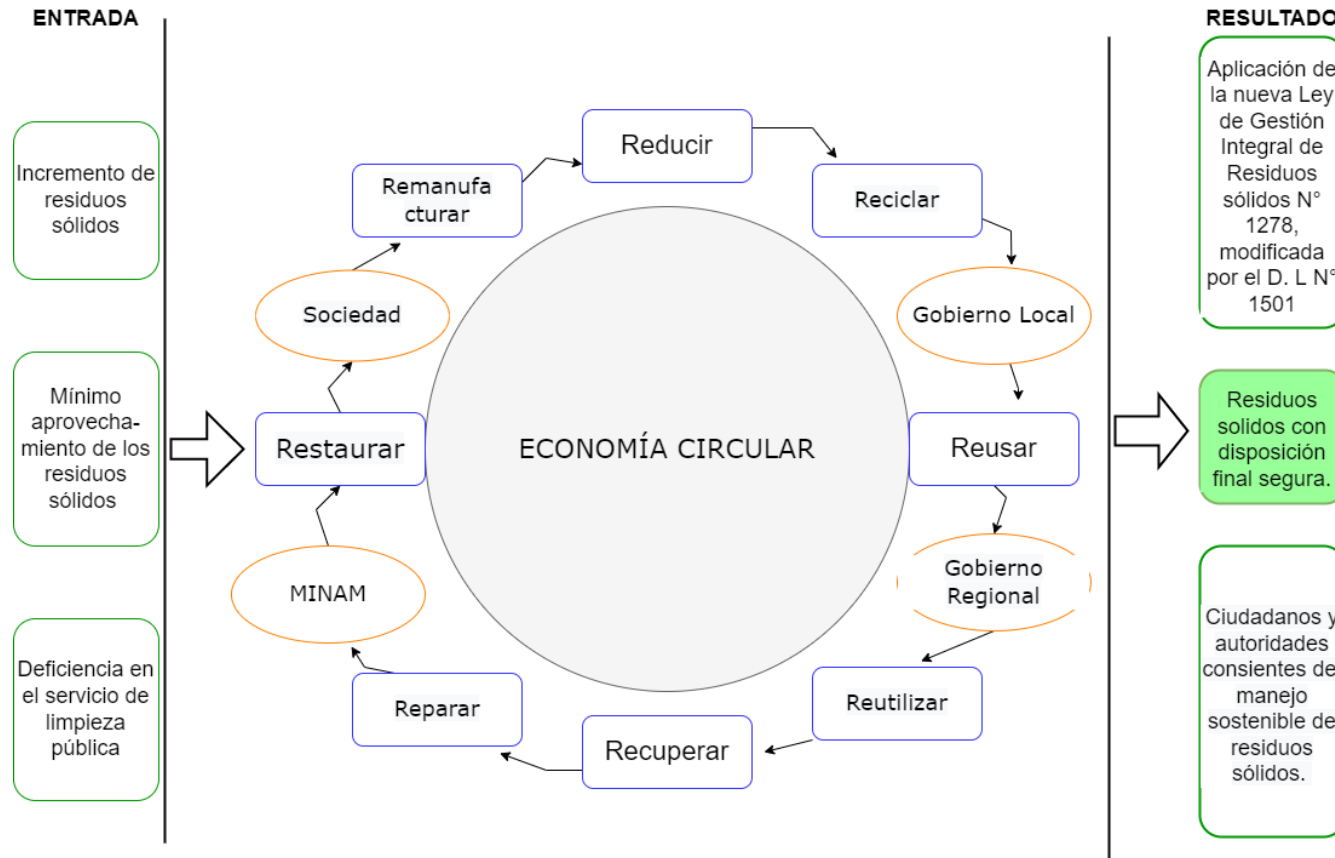 ENTRADA
Incremento de
residuos
sólidos
Mínimo
aprovecha-
miento de los
residuos
sólidos
Deficiencia en
el servicio de
limpieza
pública
Reducir
Reciclar
Gobierno Local
Reusar
Gobierno
Regional
Reutilizar
Recuperar
Reparar
MINAM
Restaurar
Sociedad
Remanufa
cturar
ECONOMÍA CIRCULAR
RESULTADO
Aplicación de
la nueva Ley
de Gestión
Integral de
Residuos
sólidos N°
1278,
modificada
por el D. L N°
1501
Residuos
solidos con
disposición
final segura.
Ciudadanos y
autoridades
consientes de
manejo
sostenible de
residuos
sólidos.